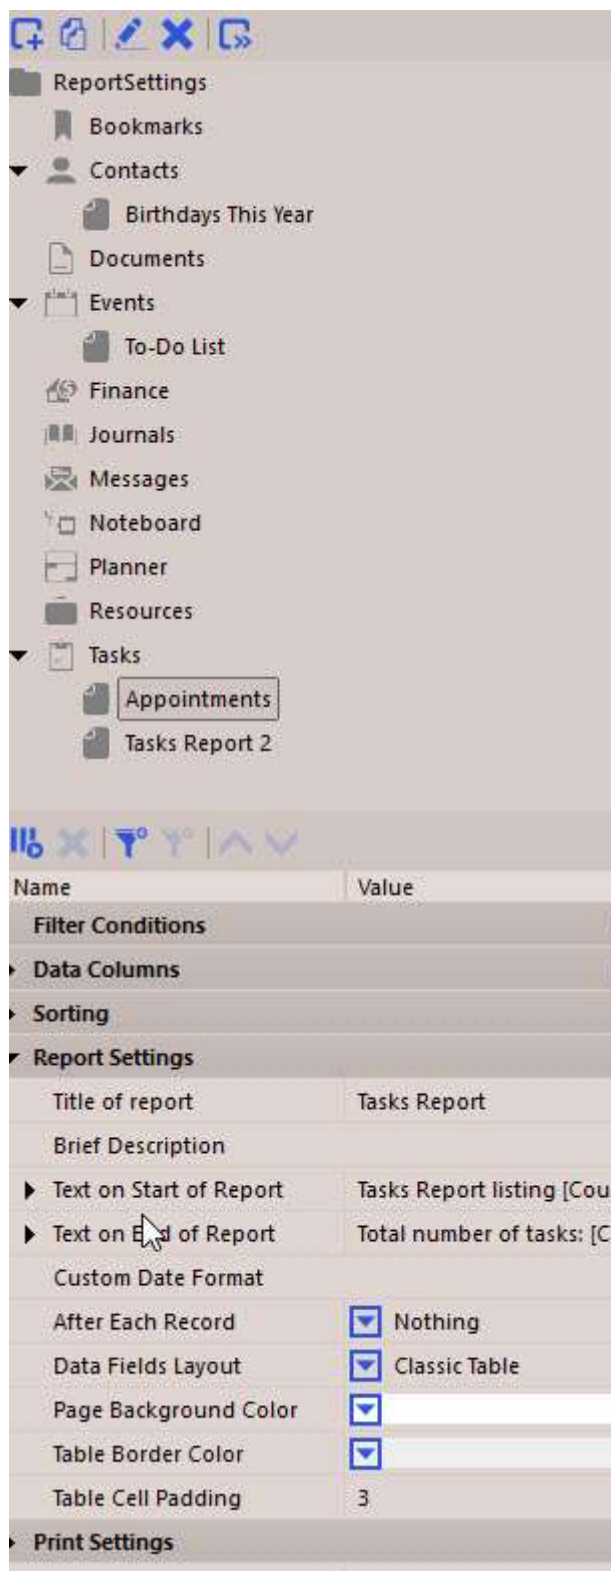 ReportSettings
Bookmarks
Contacts
Birthdays This Year
Documents
Events
To-Do List
Finance
Journals
Messages
Noteboard
Planner
Resources
Tasks
Appointments
Tasks Report 2
Name Value
Filter Conditions
Data Columns
Sorting
Report Settings
Title of report Tasks Report
Brief Description
Text on Start of Report Tasks Report listing [Cou
Text on End of Report Total number of tasks: [C
Custom Date Format
After Each Record Nothing
Data Fields Layout Classic Table
Page Background Color
Table Border Color
Table Cell Padding 3
Print Settings